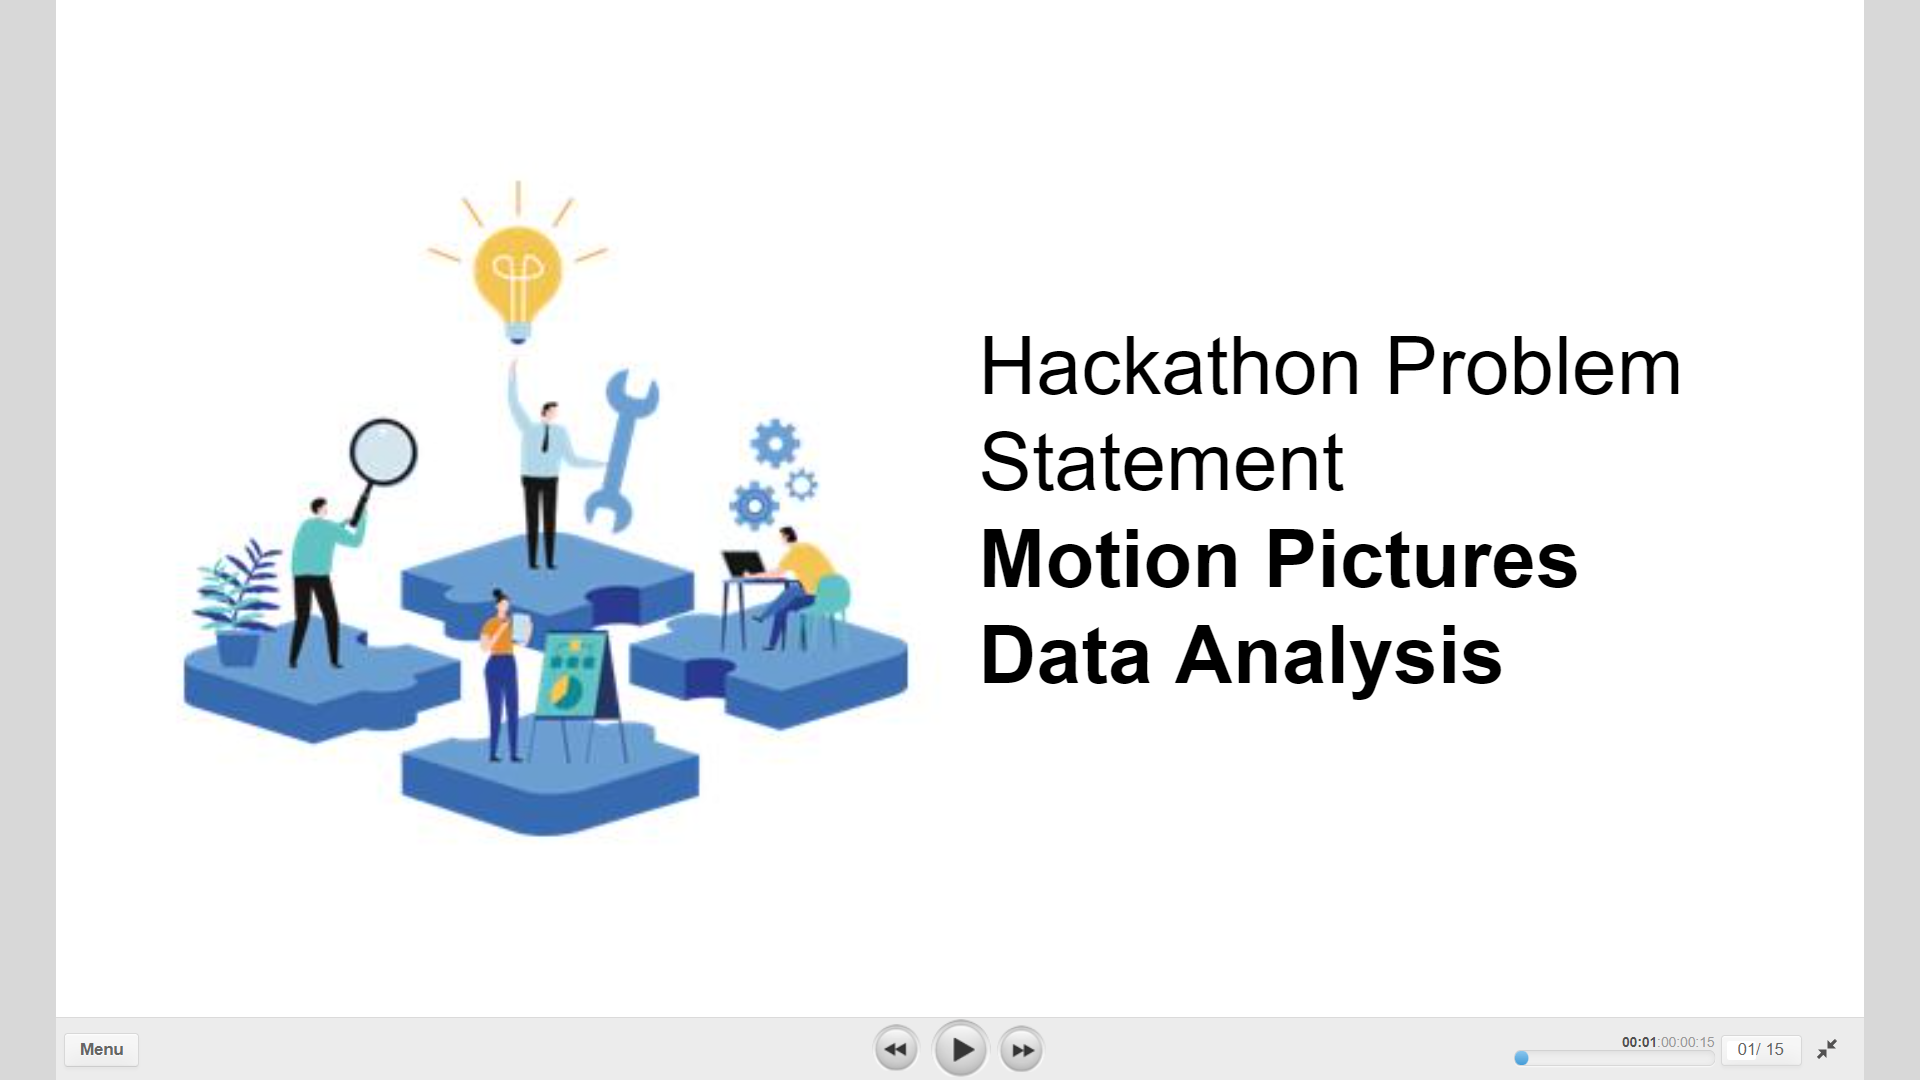 Hackathon Problem
Statement
Motion Pictures
Data Analysis
Menu
00:01:00:00:15
01/ 15